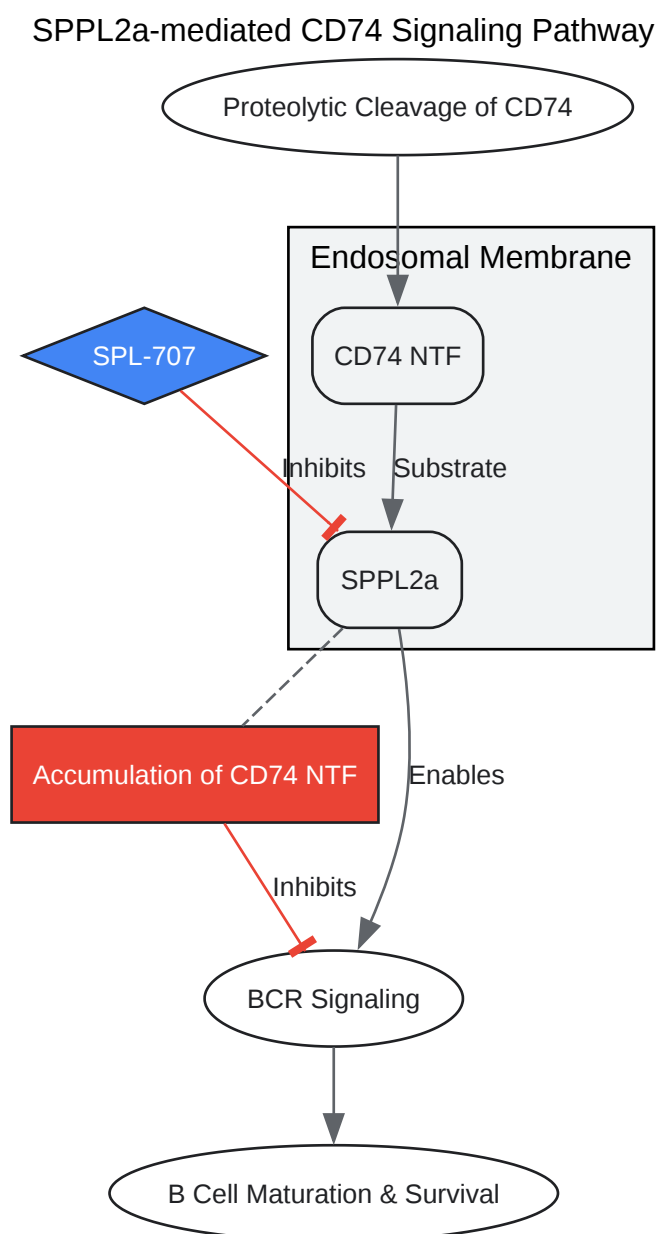 SPPL2a-mediated CD74 Signaling Pathway
Proteolytic Cleavage of CD74
Endosomal Membrane
SPL-707
CD74 NTF
Inhibits
Substrate
SPPL2a
Accumulation of CD74 NTF
Enables
Inhibits
BCR Signaling
B Cell Maturation & Survival